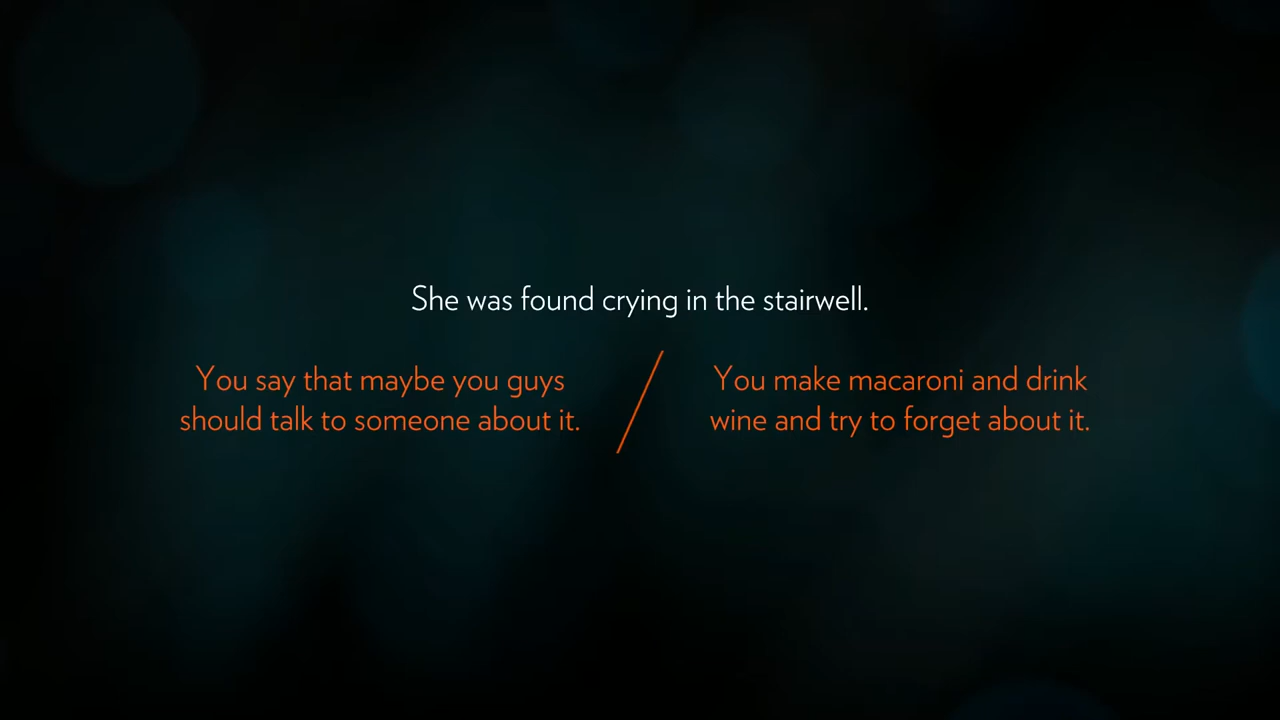 She was found crying in the stairwell.
You say that maybe you guys
should talk to someone about it.
You make macaroni and drink
wine and try to forget about it.